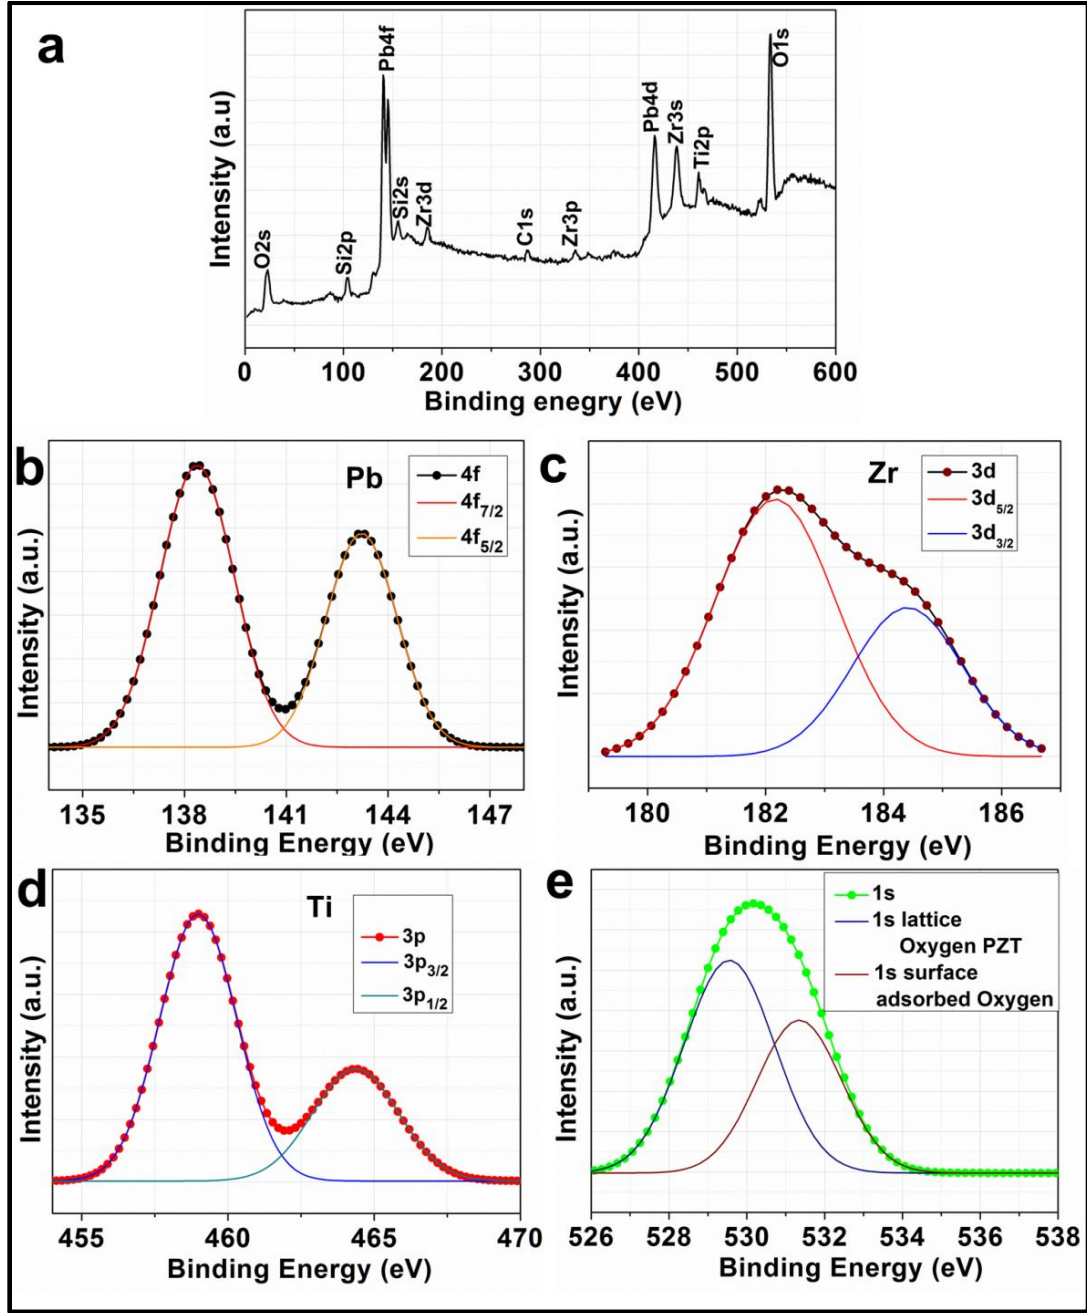 a
Intensity (a.u)
O2s
Si2p
Pb4f
Si2s
Zr3d
C1s
Zr3p
Pb4d
Zr3s
Ti2p
O1s
0 100 200 300 400 500 600
Binding enegry (eV)
b
Pb
4f
4f7/2
4f5/2
Intensity (a.u.)
135 138 141 144 147
Binding Energy (eV)
c
Zr
3d
3d5/2
3d3/2
Intensity (a.u.)
180 182 184 186
Binding Energy (eV)
d
Ti
3p
3p3/2
3p1/2
Intensity (a.u.)
455 460 465 470
Binding Energy (eV)
e
1s
1s lattice
Oxygen PZT
1s surface
adsorbed Oxygen
Intensity (a.u.)
526 528 530 532 534 536 538
Binding Energy (eV)